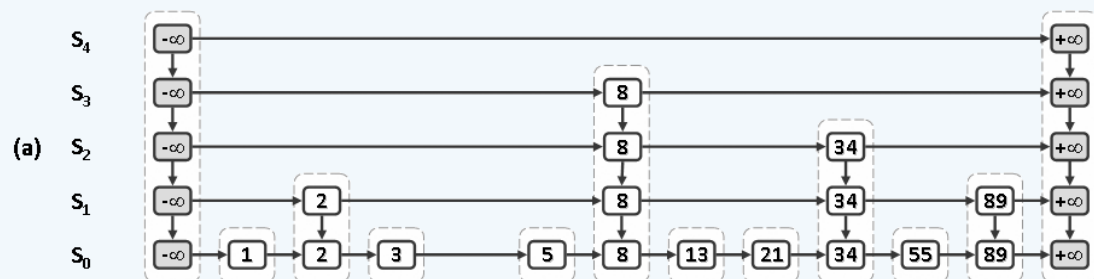 S4 -∞ +∞
S3 -∞ 8 +∞
(a) S2 -∞ 8 34 +∞
S1 -∞ 2 8 34 89 +∞
S0 -∞ 1 2 3 5 8 13 21 34 55 89 +∞